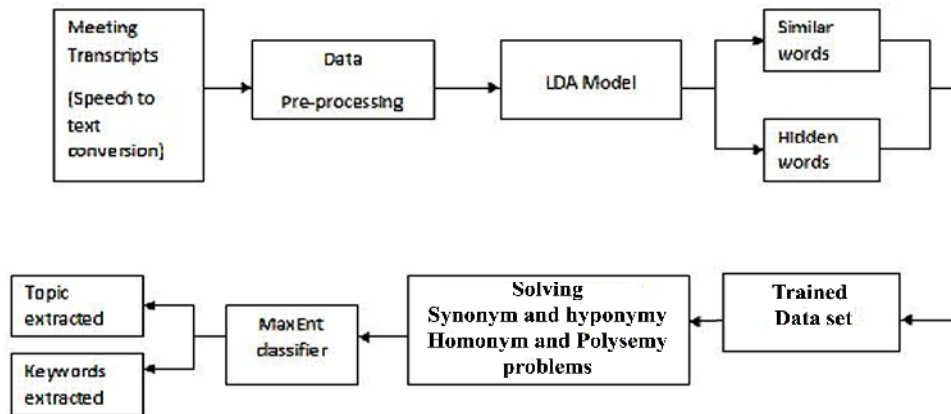 Meeting
Transcripts
(Speech to
text
conversion)
Data
Pre-processing
LDA Model
Similar
words
Hidden
words
Topic
extracted
Keywords
extracted
MaxEnt
classifier
Solving
Synonym and hyponymy
Homonym and Polysemy
problems
Trained
Data set